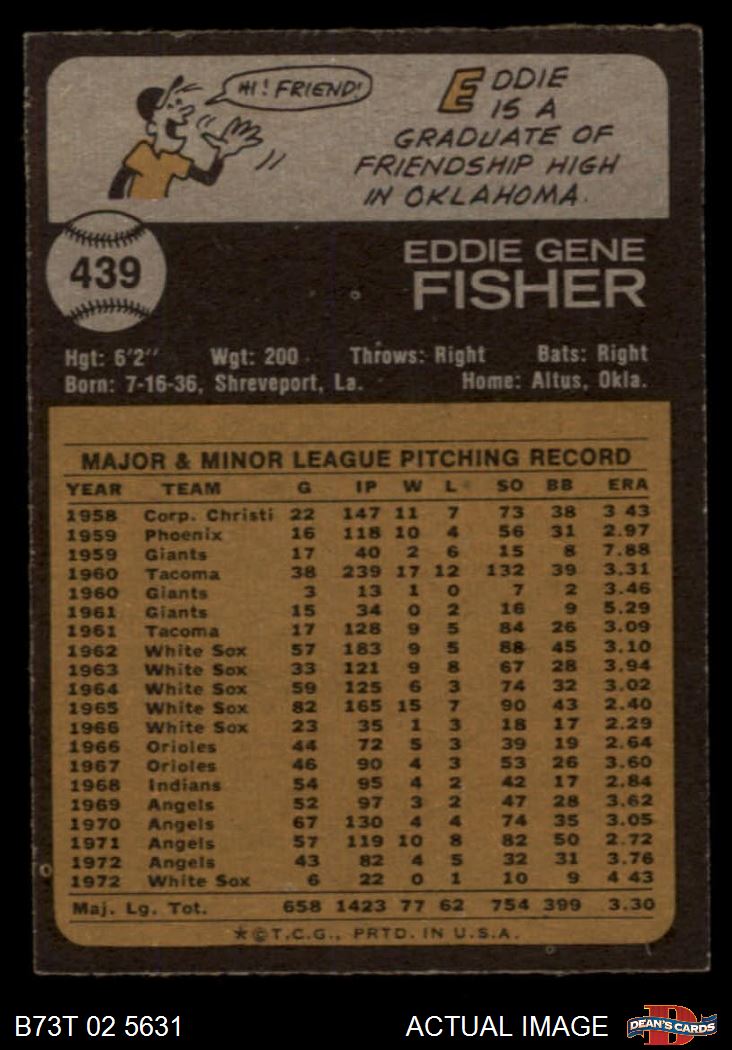 HI! FRIEND!
EDDIE
IS A
GRADUATE OF
FRIENDSHIP HIGH
IN OKLAHOMA.
439
EDDIE GENE
FISHER
Hgt: 6'2" Wgt: 200 Throws: Right Bats: Right
Born: 7-16-36, Shreveport, La. Home: Altus, Okla.
MAJOR & MINOR LEAGUE PITCHING RECORD
YEAR TEAM G IP W L SO BB ERA
1958 Corp. Christi 22 147 11 7 73 38 3 43
1959 Phoenix 16 118 10 4 56 31 2.97
1959 Giants 17 40 2 6 15 8 7.88
1960 Tacoma 38 239 17 12 132 39 3.31
1960 Giants 3 13 1 0 7 2 3.46
1961 Giants 15 34 0 2 16 9 5.29
1961 Tacoma 17 128 9 5 84 26 3.09
1962 White Sox 57 183 9 5 88 45 3.10
1963 White Sox 33 121 9 8 67 28 3.94
1964 White Sox 59 125 6 3 74 32 3.02
1965 White Sox 82 165 15 7 90 43 2.40
1966 White Sox 23 35 1 3 18 17 2.29
1966 Orioles 44 72 5 3 39 19 2.64
1967 Orioles 46 90 4 3 53 26 3.60
1968 Indians 54 95 4 2 42 17 2.84
1969 Angels 52 97 3 2 47 28 3.62
1970 Angels 67 130 4 4 74 35 3.05
1971 Angels 57 119 10 8 82 50 2.72
1972 Angels 43 82 4 5 32 31 3.76
1972 White Sox 6 22 0 1 10 9 4 43
Maj. Lg. Tot. 658 1423 77 62 754 399 3.30
★©T.C.G., PRTD. IN U.S.A.
B73T 02 5631 ACTUAL IMAGE D DEAN'S CARDS